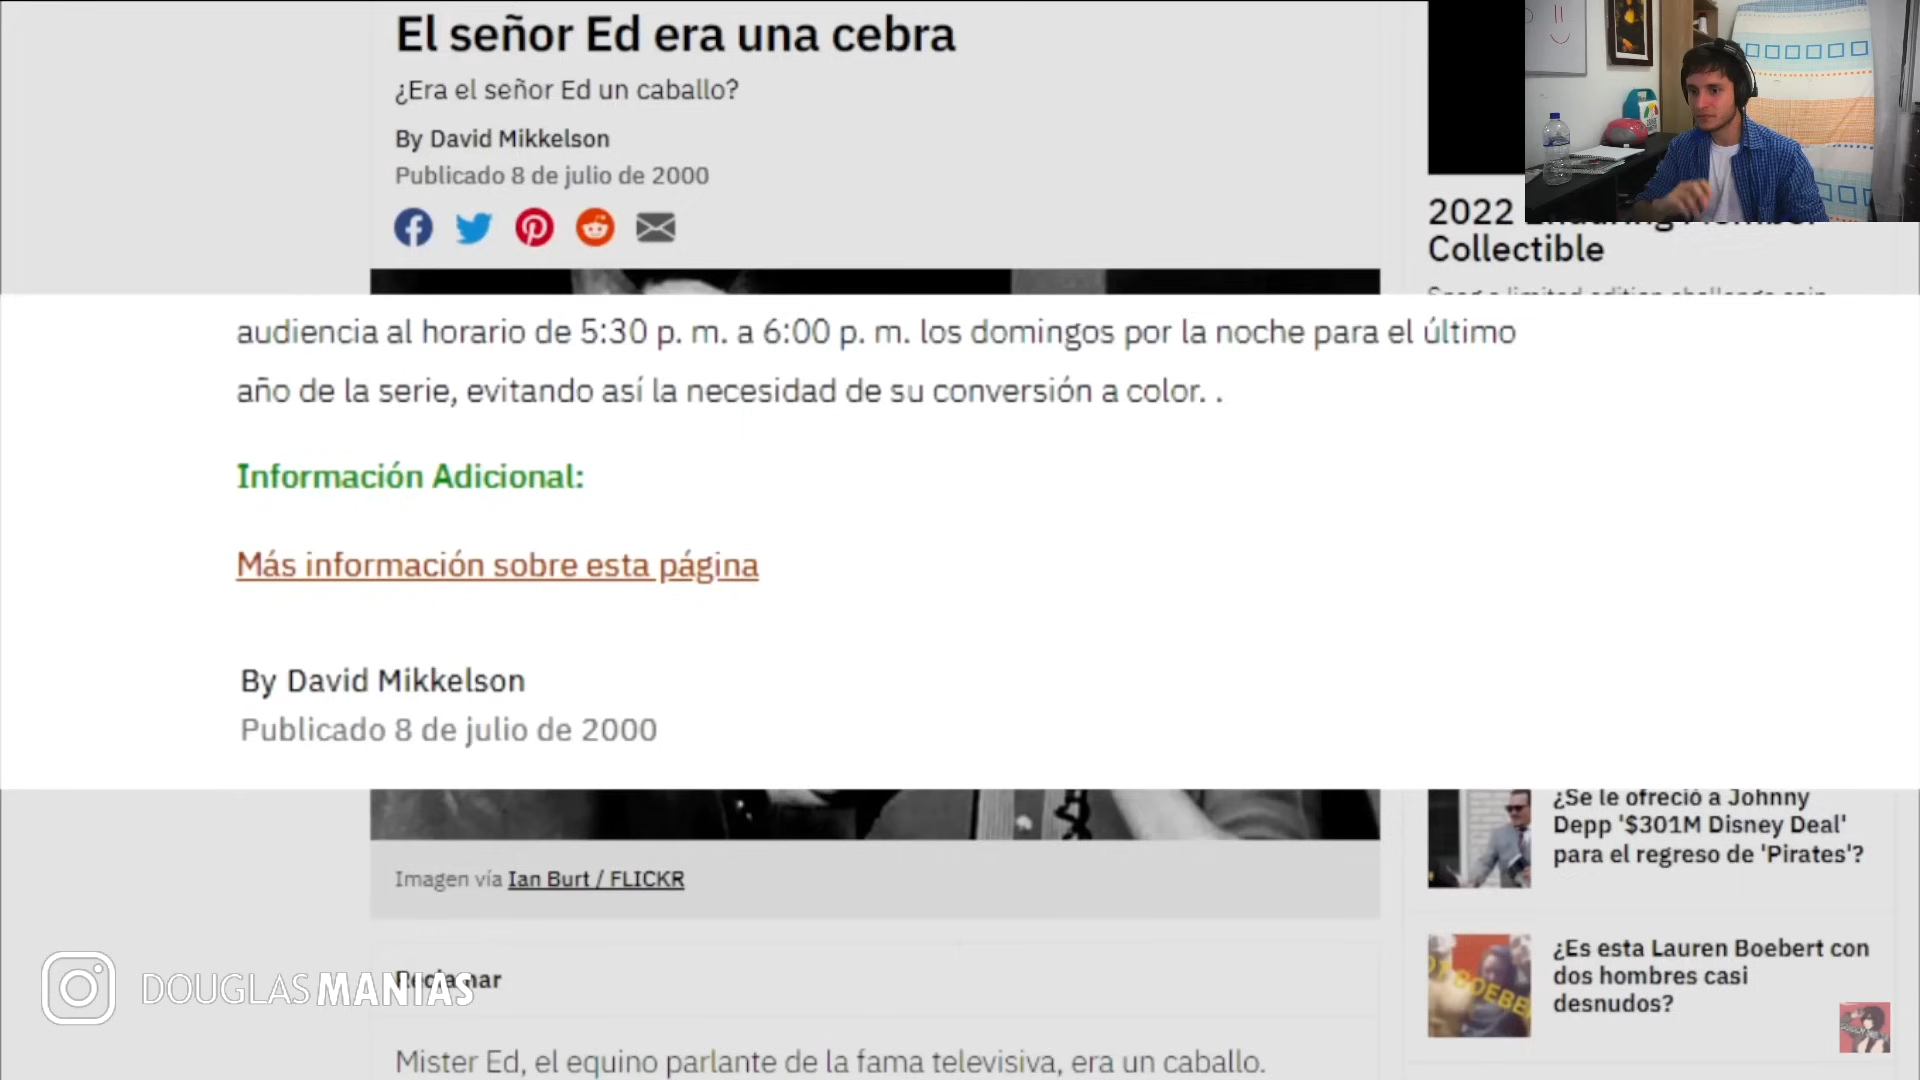 El señor Ed era una cebra
¿Era el señor Ed un caballo?
By David Mikkelson
Publicado 8 de julio de 2000
2022
Collectible
audiencia al horario de 5:30 p. m. a 6:00 p. m. los domingos por la noche para el último
año de la serie, evitando así la necesidad de su conversión a color. .
Información Adicional:
Más información sobre esta página
By David Mikkelson
Publicado 8 de julio de 2000
¿Se le ofreció a Johnny
Depp '$301M Disney Deal'
para el regreso de 'Pirates'?
Imagen vía Ian Burt / FLICKR
¿Es esta Lauren Boebert con
dos hombres casi
desnudos?
DOUGLASMANIAS
Mister Ed, el equino parlante de la fama televisiva, era un caballo.